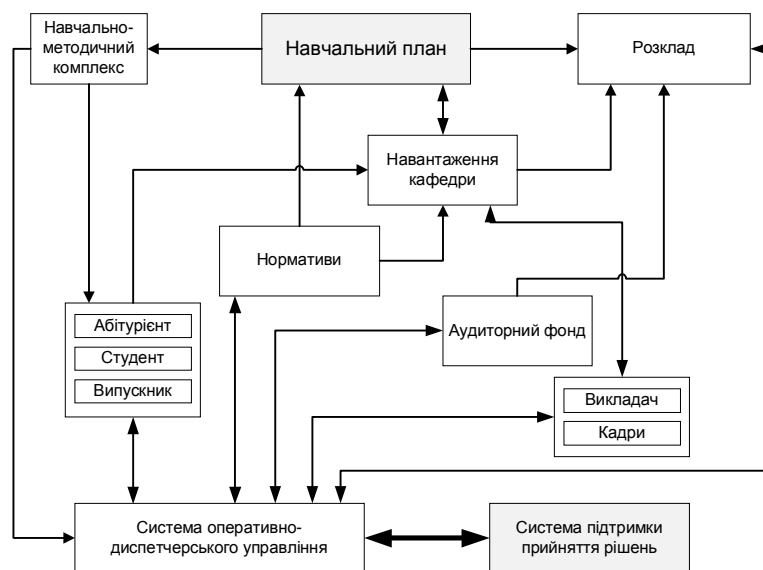 Навчально-
методичний
комплекс
Навчальний план
Розклад
Навантаження
кафедри
Нормативи
Аудиторний фонд
Абітурієнт
Студент
Випускник
Викладач
Кадри
Система оперативно-
диспетчерського управління
Система підтримки
прийняття рішень